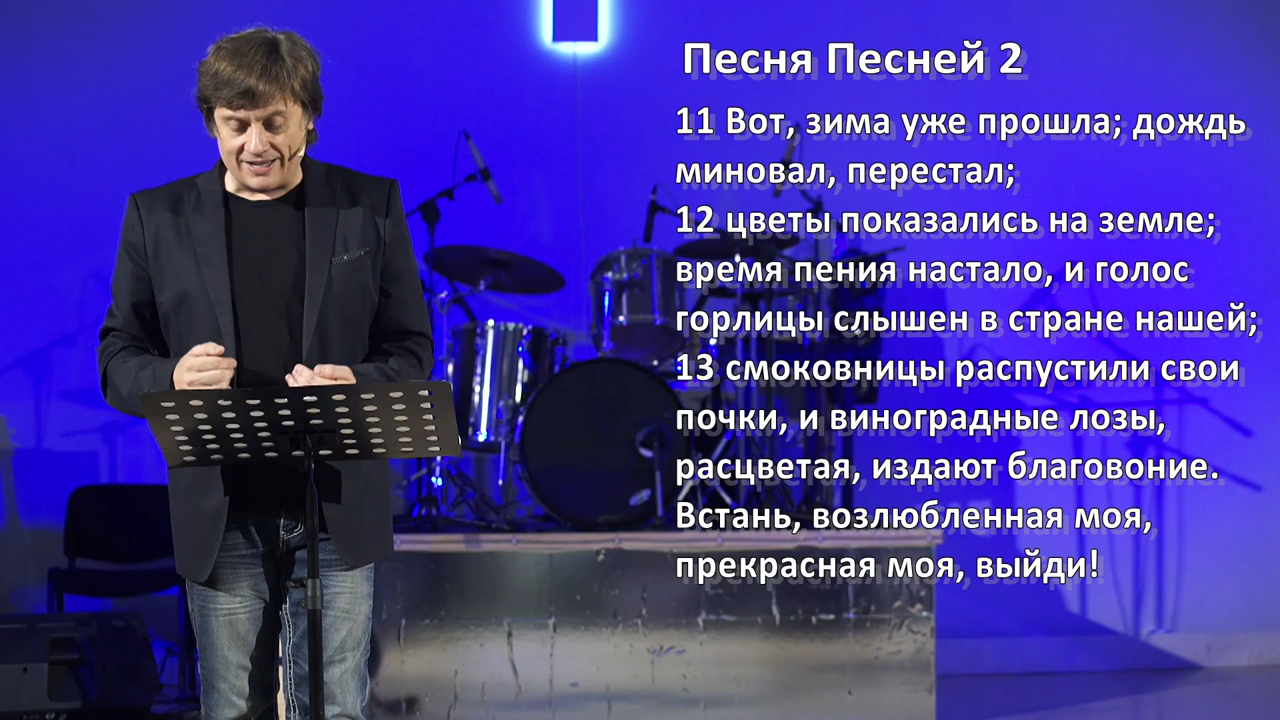 Песня Песней 2
11 Вот, зима уже прошла; дождь
миновал, перестал;
12 цветы показались на земле;
время пения настало, и голос
горлицы слышен в стране нашей;
13 смоковницы распустили свои
почки, и виноградные лозы,
расцветая, издают благовоние.
Встань, возлюбленная моя,
прекрасная моя, выйди!